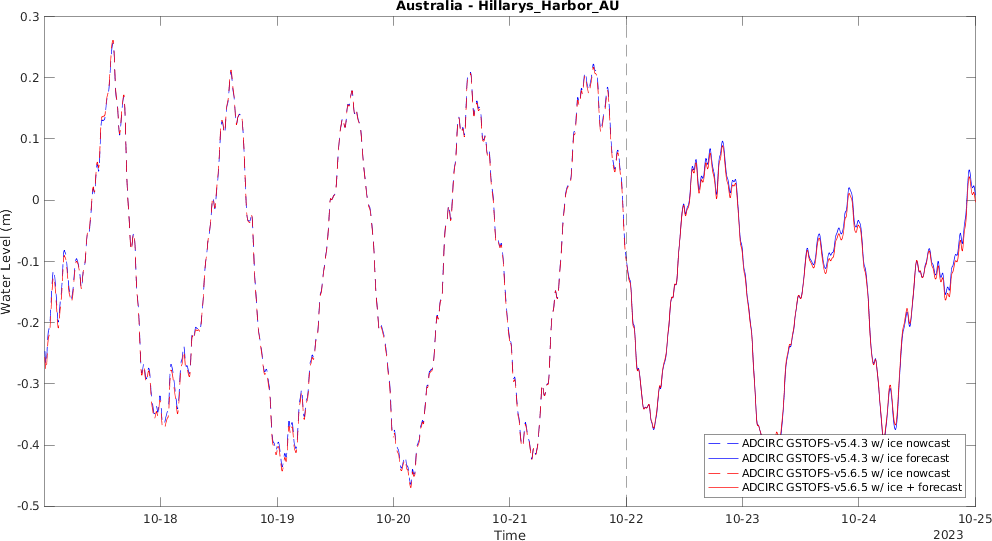 Australia - Hillarys_Harbor_AU
0.3
0.2
0.1
0
-0.1
-0.2
-0.3
-0.4
-0.5
Water Level (m)
ADCIRC GSTOFS-v5.4.3 w/ ice nowcast
ADCIRC GSTOFS-v5.4.3 w/ ice forecast
ADCIRC GSTOFS-v5.6.5 w/ ice nowcast
ADCIRC GSTOFS-v5.6.5 w/ ice + forecast
10-18 10-19 10-20 10-21 10-22 10-23 10-24 10-25
Time
2023